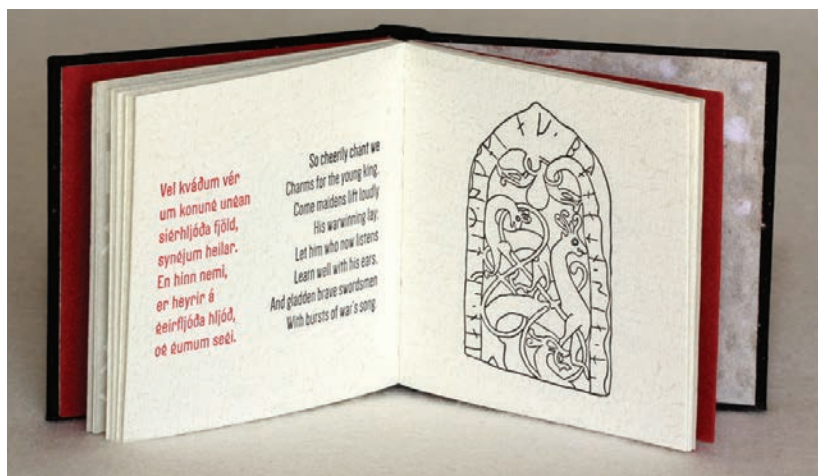 Vel kváðum vér
um konung ungan
sigrhljóða fjöld,
syngjum heilar.
En hinn nemi,
er heyrir á
geirfljóða hljóð,
og gumum segi.
So cheerily chant we
Charms for the young king.
Come maidens lift loudly
His warwinning lay.
Let him who now listens
Learn well with his ears,
And gladden brave swordsmen
With bursts of war's song.